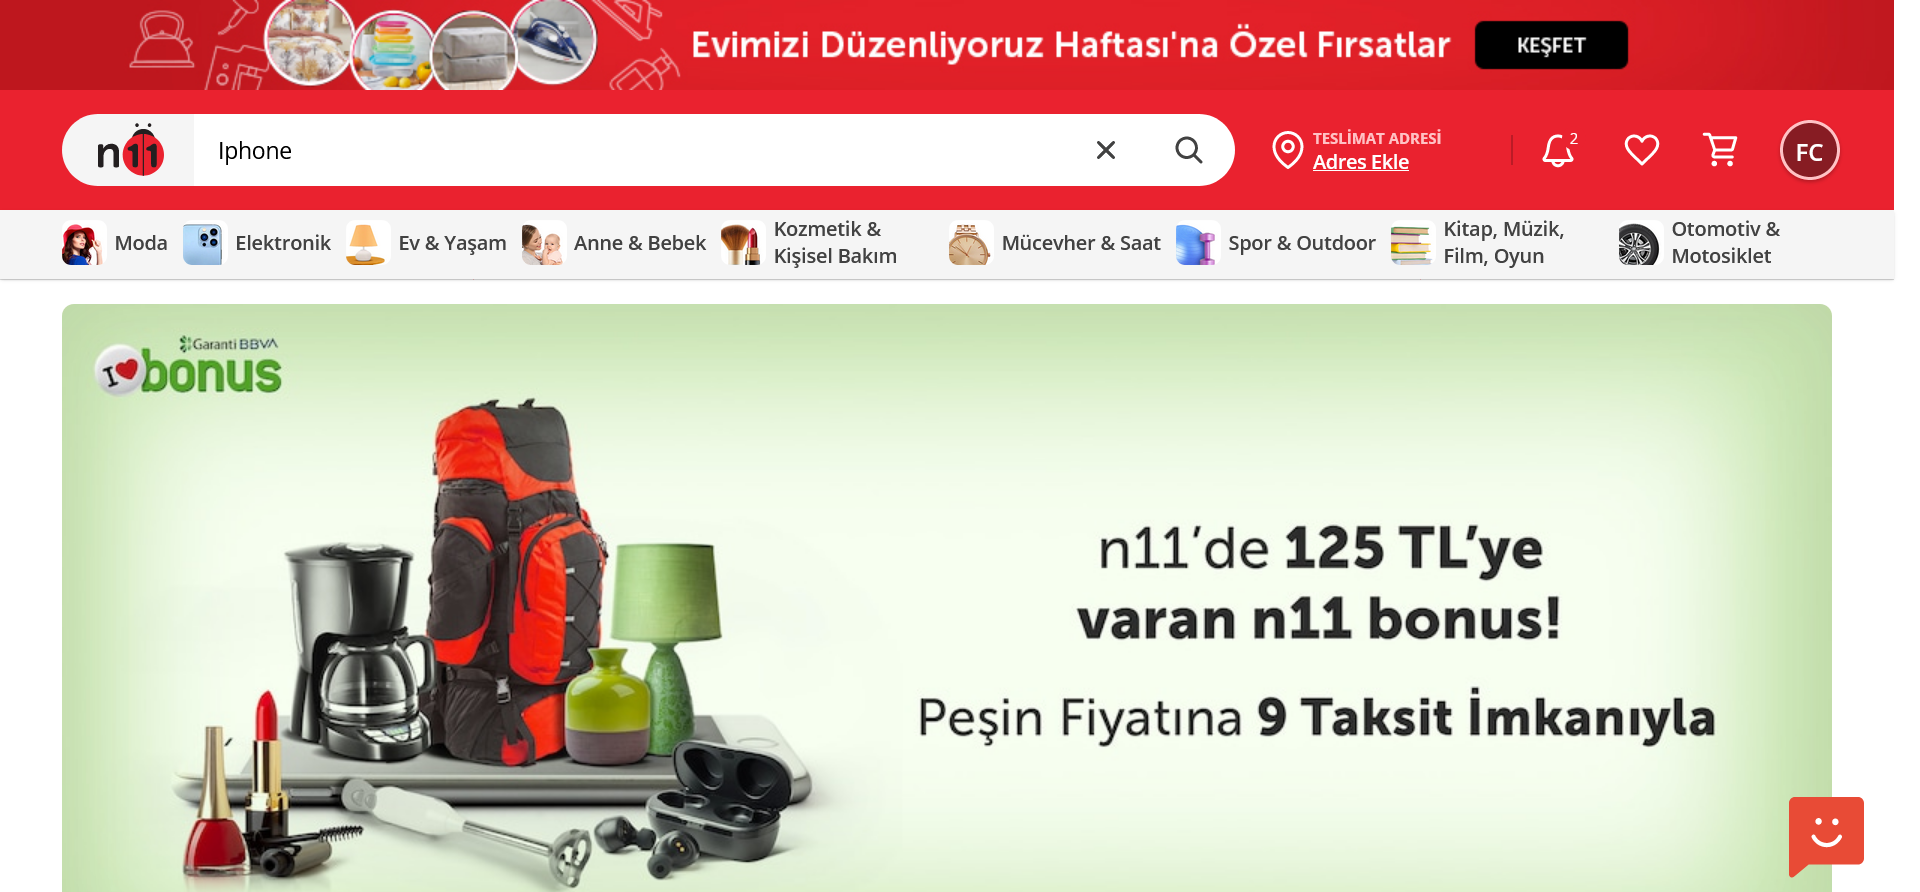 Evimizi Düzenliyoruz Haftası'na Özel Fırsatlar
KEŞFET
n11
Iphone
TESLİMAT ADRESİ
Adres Ekle
2
FC
Moda
Elektronik
Ev & Yaşam
Anne & Bebek
Kozmetik &
Kişisel Bakım
Mücevher & Saat
Spor & Outdoor
Kitap, Müzik,
Film, Oyun
Otomotiv &
Motosiklet
Garanti BBVA
I bonus
n11’de 125 TL’ye
varan n11 bonus!
Peşin Fiyatına 9 Taksit İmkanıyla